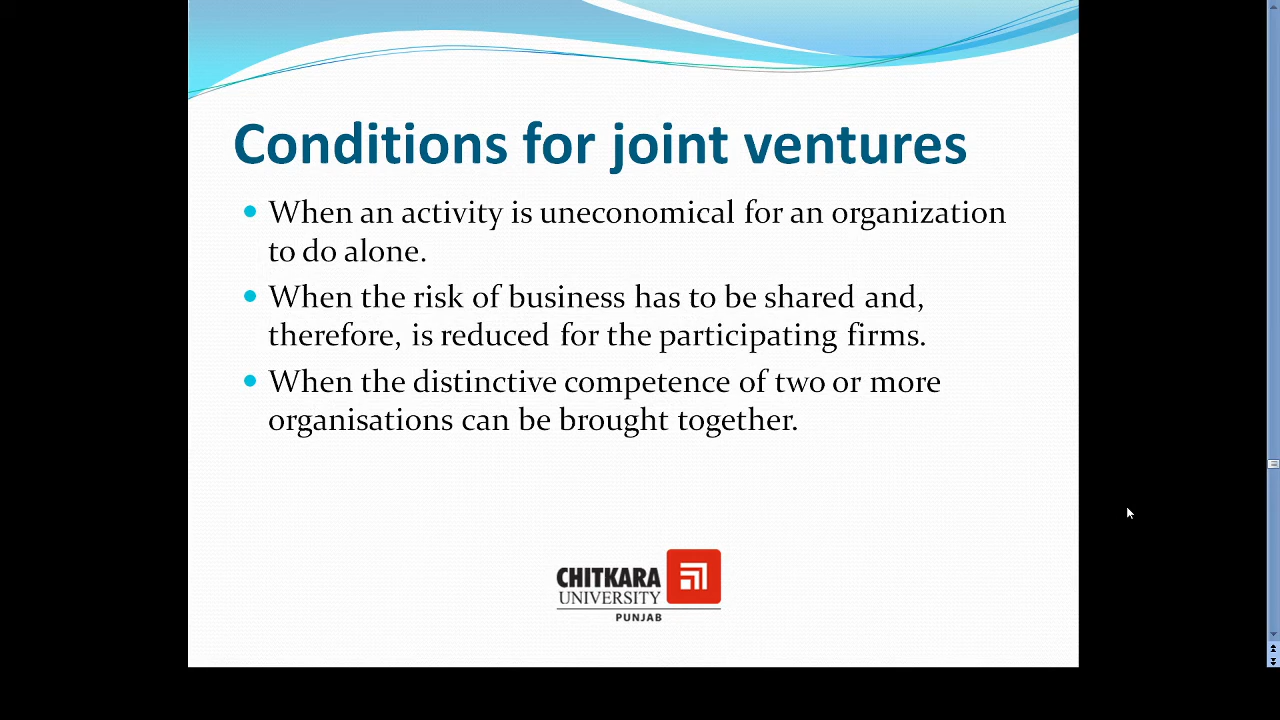 Conditions for joint ventures
When an activity is uneconomical for an organization
to do alone.
When the risk of business has to be shared and,
therefore, is reduced for the participating firms.
When the distinctive competence of two or more
organisations can be brought together.
CHITKARA
UNIVERSITY
PUNJAB